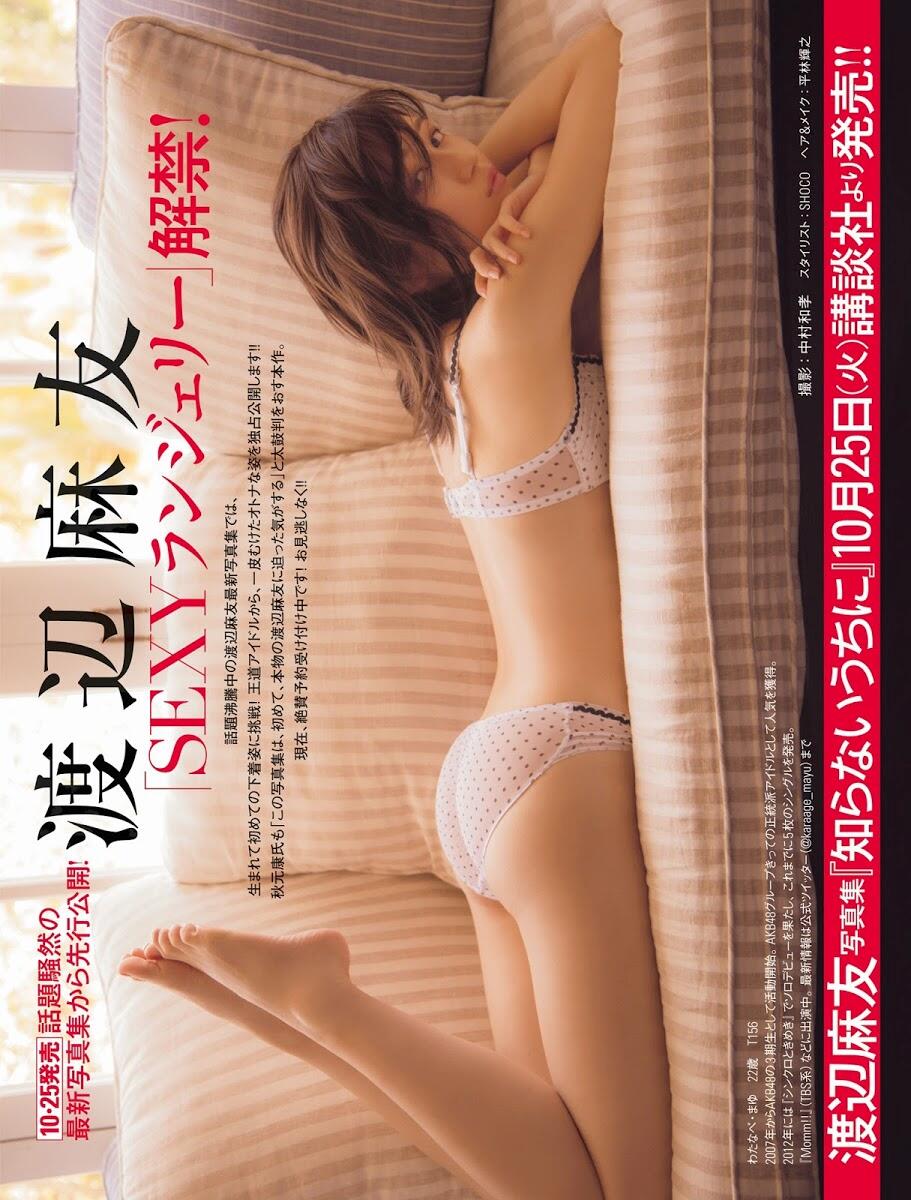 10・25発売 話題騒然の
最新写真集から先行公開!
渡辺麻友
「SEXYランジェリー」解禁!
話題沸騰中の渡辺麻友最新写真集では、
生まれて初めての下着姿に挑戦! 王道アイドルから、一皮むけたオトナな姿を独占公開します!!
秋元康氏も「この写真集は、初めて、本物の渡辺麻友に迫った気がする」と太鼓判をおす本作。
現在、絶賛予約受け付け中です! お見逃しなく!!
わたなべ・まゆ 22歳 T156
2007年からAKB48の3期生として活動開始。AKB48グループきっての正統派アイドルとして人気を獲得。
2012年には『シンクロときめき』でソロデビューを果たし、これまでに5枚のシングルを発売。
『Momm!!』(TBS系)などに出演中。最新情報は公式ツイッター(@karaage_mayu)まで
撮影:中村和孝 スタイリスト:SHOCO ヘア&メイク:平林輝之
渡辺麻友写真集『知らないうちに』10月25日(火)講談社より発売!!